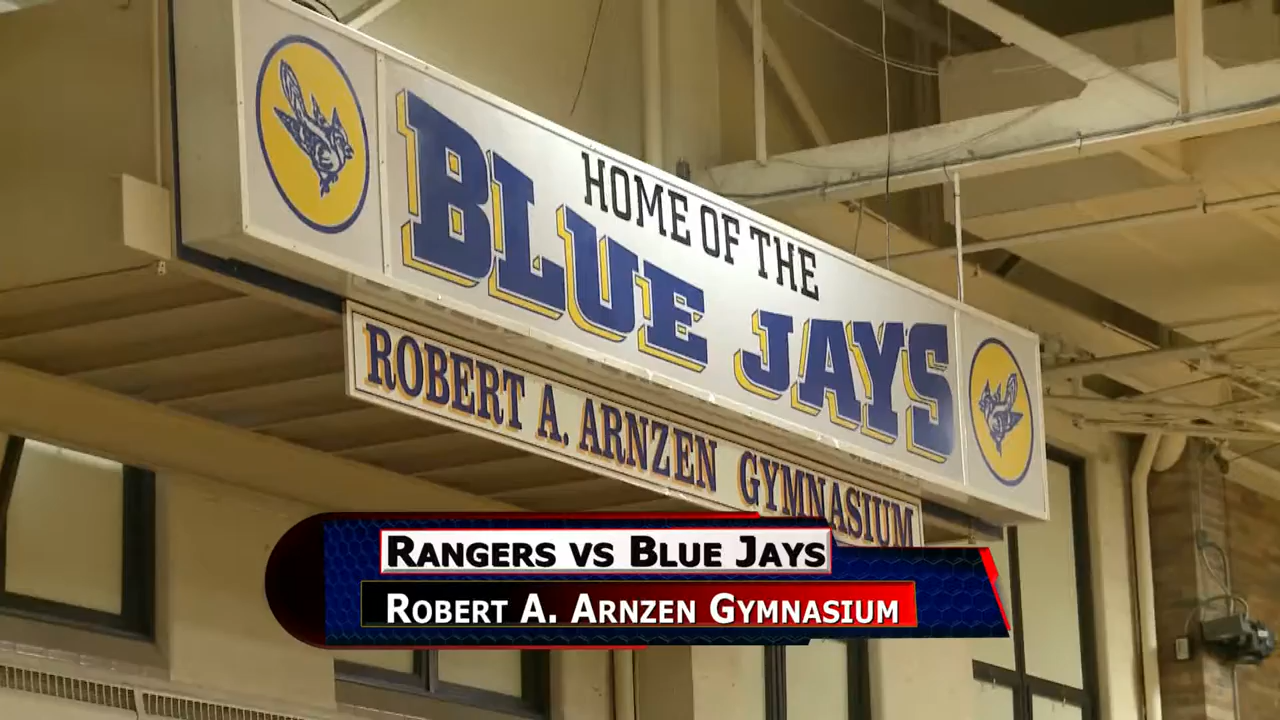 HOME OF THE
BLUE JAYS
ROBERT A. ARNZEN GYMNASIUM
RANGERS VS BLUE JAYS
ROBERT A. ARNZEN GYMNASIUM